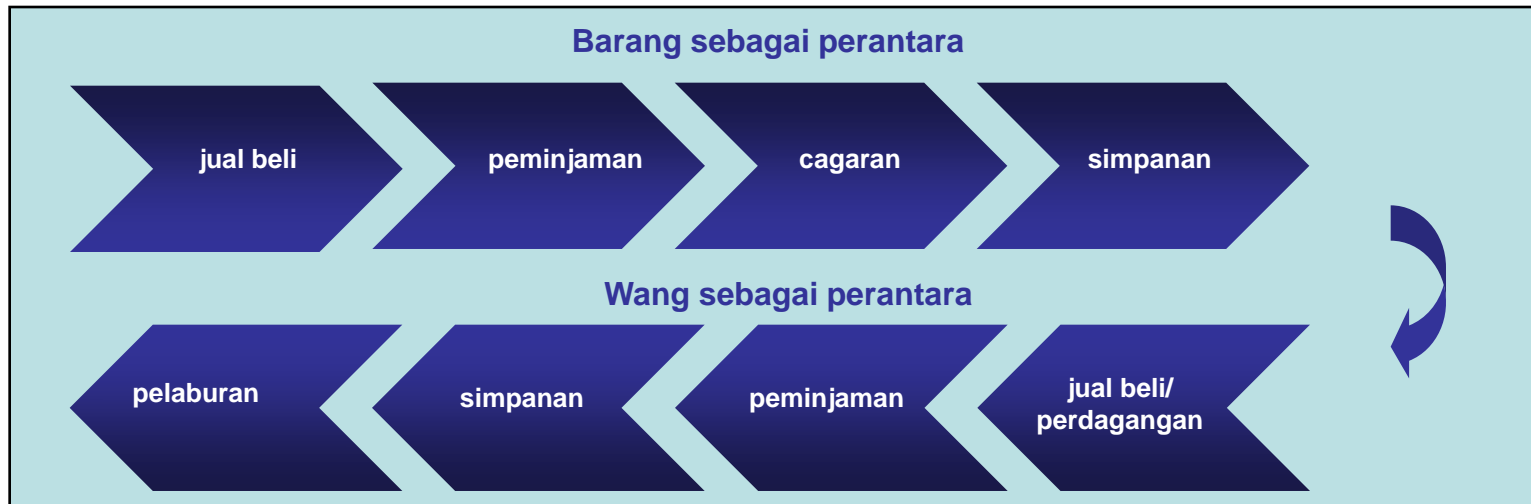 Barang sebagai perantara
jual beli
peminjaman
cagaran
simpanan
Wang sebagai perantara
pelaburan
simpanan
peminjaman
jual beli/
perdagangan